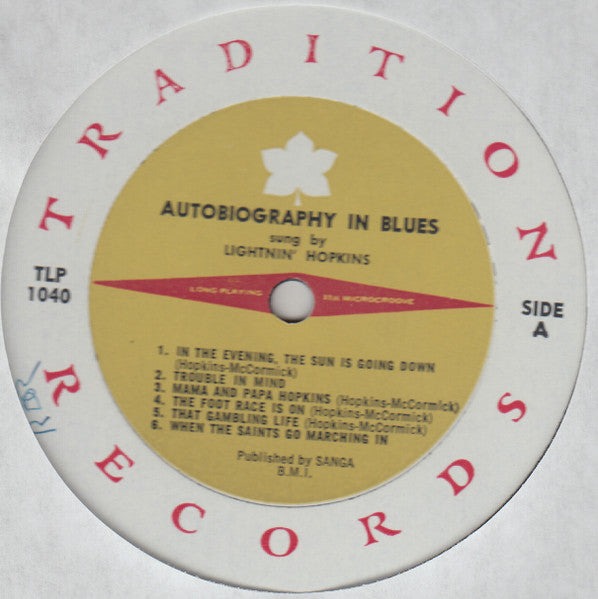 TRADITION
RECORDS
AUTOBIOGRAPHY IN BLUES
sung by
LIGHTNIN' HOPKINS
TLP
1040
SIDE
A
LONG PLAYING MICROGROOVE
1. IN THE EVENING, THE SUN IS GOING DOWN
(Hopkins-McCormick)
2. TROUBLE IN MIND
3. MAMA AND PAPA HOPKINS (Hopkins-McCormick)
4. THE FOOT RACE IS ON (Hopkins-McCormick)
5. THAT GAMBLING LIFE (Hopkins-McCormick)
6. WHEN THE SAINTS GO MARCHING IN
Published by SANGA
B.M.I.